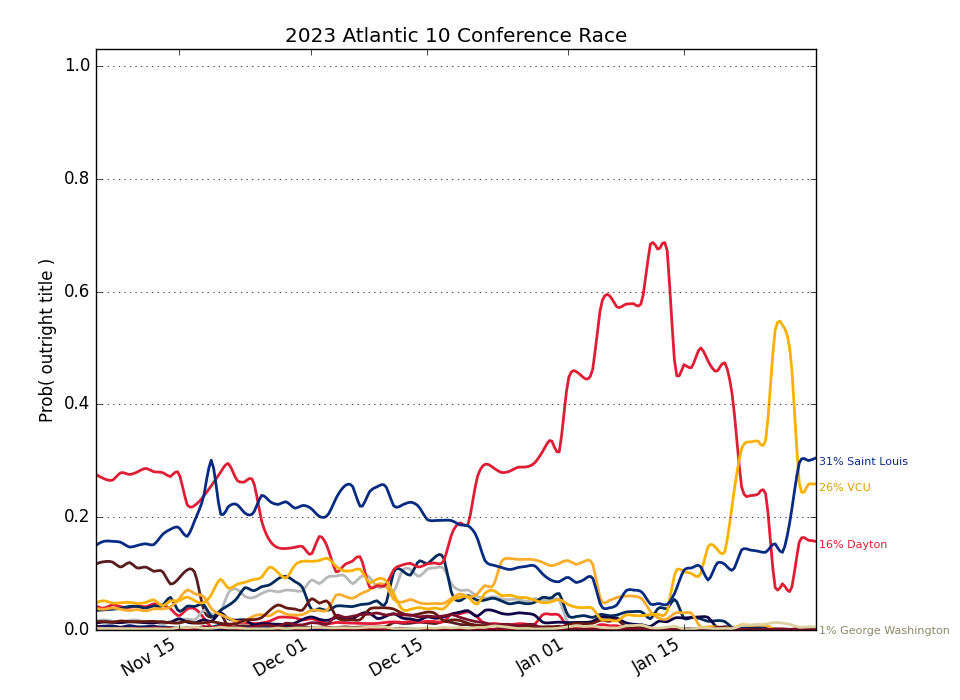 2023 Atlantic 10 Conference Race
Prob( outright title )
1.0
0.8
0.6
0.4
0.2
0.0
31% Saint Louis
26% VCU
16% Dayton
1% George Washington
Nov 15
Dec 01
Dec 15
Jan 01
Jan 15